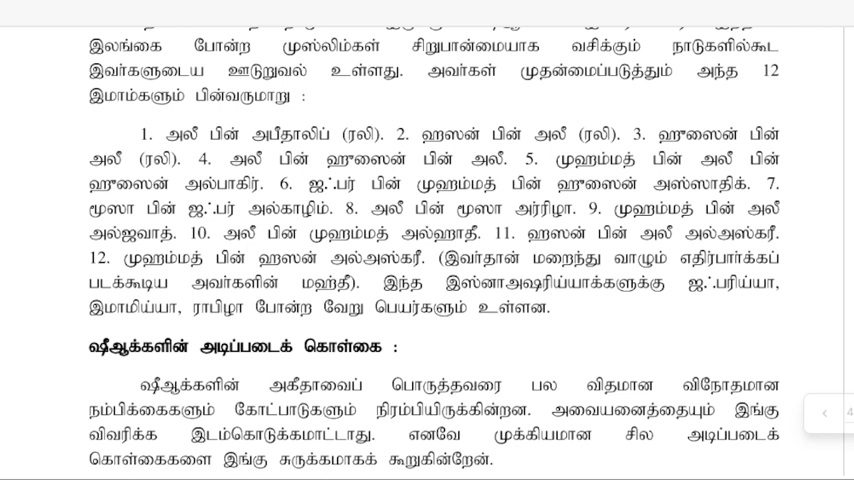 இலங்கை போன்ற முஸ்லிம்கள் சிறுபான்மையாக வசிக்கும் நாடுகளில்கூட
இவர்களுடைய ஊடுறுவல் உள்ளது. அவர்கள் முதன்மைப்படுத்தும் அந்த 12
இமாம்களும் பின்வருமாறு :
1. அலீ பின் அபீதாலிப் (ரலி). 2. ஹஸன் பின் அலீ (ரலி). 3. ஹுஸைன் பின்
அலீ (ரலி). 4. அலீ பின் ஹுஸைன் பின் அலீ. 5. முஹம்மத் பின் அலீ பின்
ஹுஸைன் அல்பாகிர். 6. ஜஃபர் பின் முஹம்மத் பின் ஹுஸைன் அஸ்ஸாதிக். 7.
மூஸா பின் ஜஃபர் அல்காழிம். 8. அலீ பின் மூஸா அர்ரிழா. 9. முஹம்மத் பின் அலீ
அல்ஜவாத். 10. அலீ பின் முஹம்மத் அல்ஹாதீ. 11. ஹஸன் பின் அலீ அல்அஸ்கரீ.
12. முஹம்மத் பின் ஹஸன் அல்அஸ்கரீ. (இவர்தான் மறைந்து வாழும் எதிர்பார்க்கப்
படக்கூடிய அவர்களின் மஹ்தீ). இந்த இஸ்னாஅஷரிய்யாக்களுக்கு ஜஃபரிய்யா,
இமாமிய்யா, ராபிழா போன்ற வேறு பெயர்களும் உள்ளன.
ஷீஆக்களின் அடிப்படைக் கொள்கை :
ஷீஆக்களின் அகீதாவைப் பொருத்தவரை பல விதமான விநோதமான
நம்பிக்கைகளும் கோட்பாடுகளும் நிரம்பியிருக்கின்றன. அவையனைத்தையும் இங்கு
விவரிக்க இடம்கொடுக்கமாட்டாது. எனவே முக்கியமான சில அடிப்படைக்
கொள்கைகளை இங்கு சுருக்கமாகக் கூறுகின்றேன்.